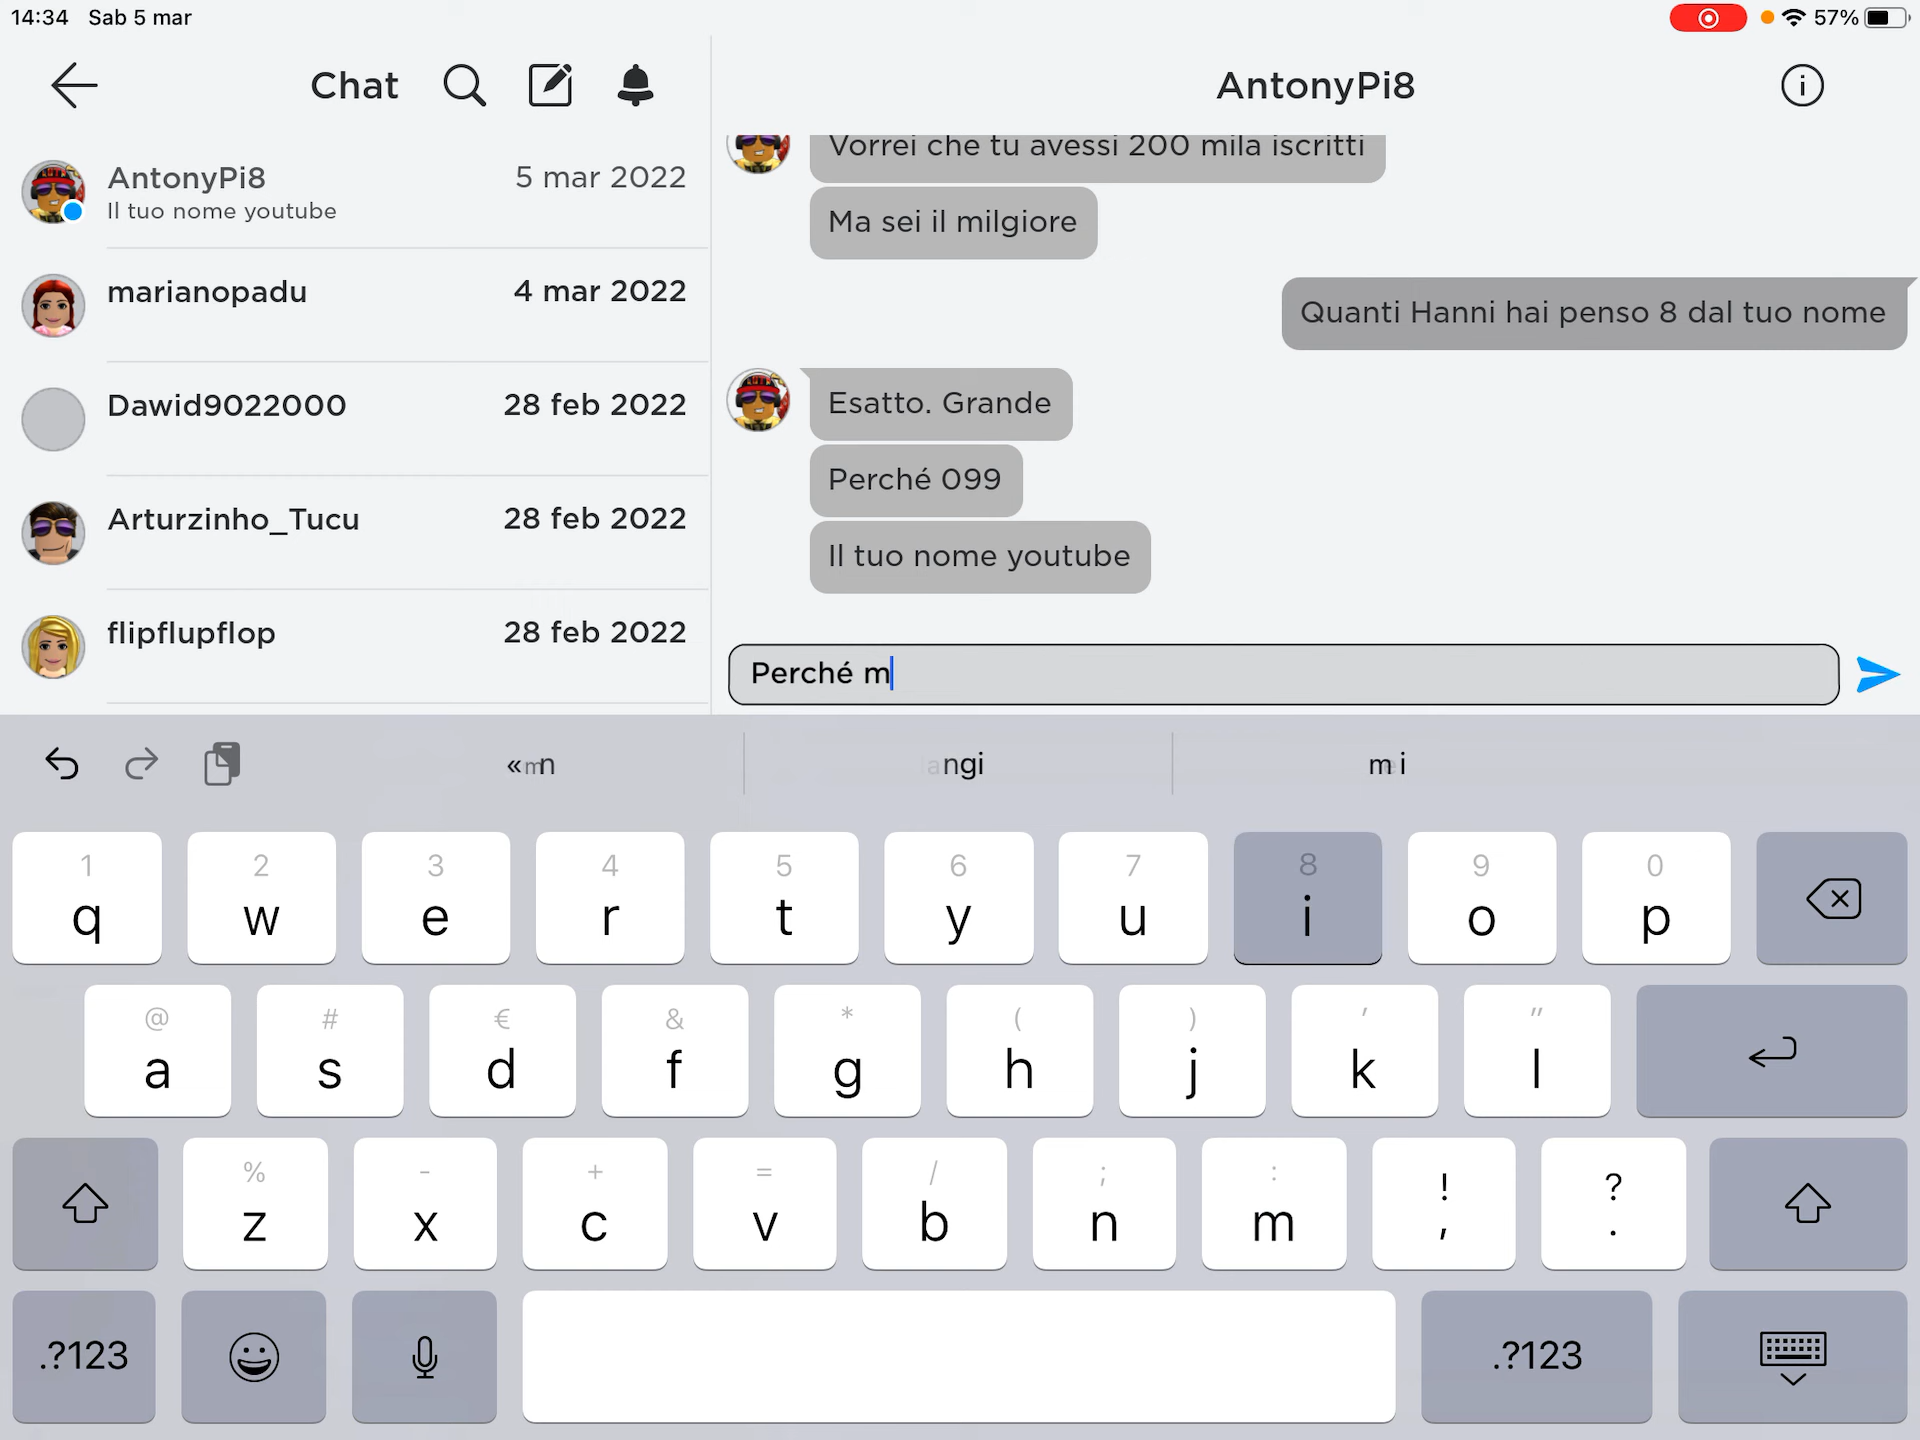 14:34 Sab 5 mar
57%
Chat
AntonyPi8
5 mar 2022
Il tuo nome youtube
marianopadu
4 mar 2022
Dawid9022000
28 feb 2022
Arturzinho_Tucu
28 feb 2022
flipflupflop
28 feb 2022
AntonyPi8
Vorrei che tu avessi 200 mila iscritti
Ma sei il milgiore
Quanti Hanni hai penso 8 dal tuo nome
Esatto. Grande
Perché 099
Il tuo nome youtube
Perché m
1 2 3 4 5 6 7 8 9 0
q w e r t y u i o p
@ # € & * ( ) ' "
a s d f g h j k l
% - + = / ; : ! ?
z x c v b n m , .
.?123 .?123